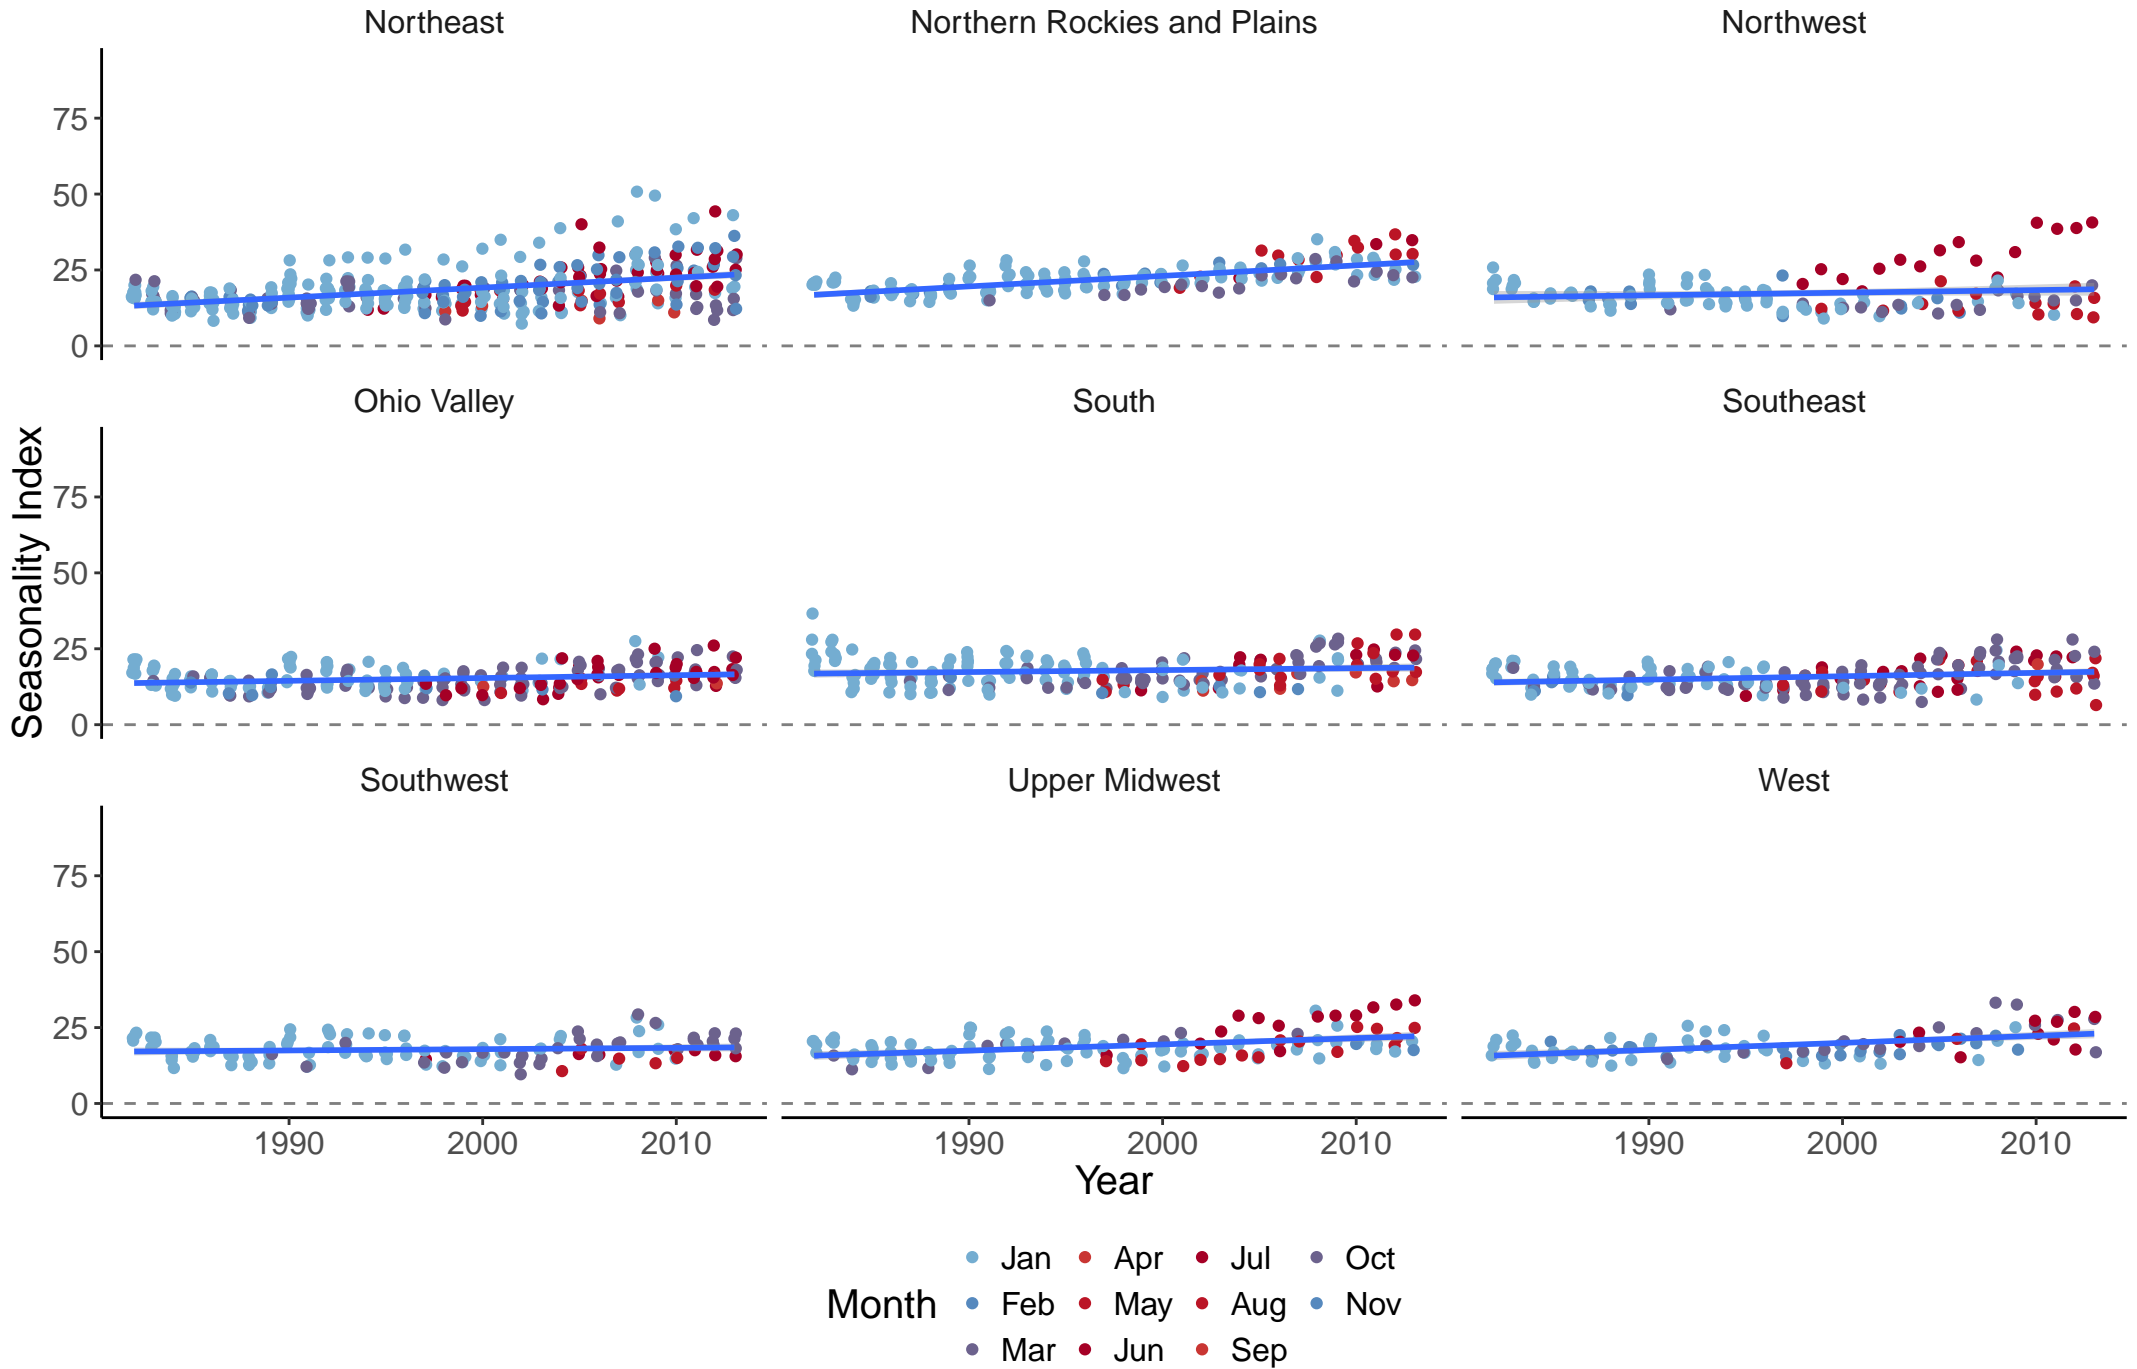 Northeast
Northern Rockies and Plains
Northwest
75
50
25
0
Ohio Valley
South
Southeast
Seasonality Index
75
50
25
0
Southwest
Upper Midwest
West
75
50
25
0
1990 2000 2010
1990 2000 2010
1990 2000 2010
Year
Month
Jan Apr Jul Oct
Feb May Aug Nov
Mar Jun Sep